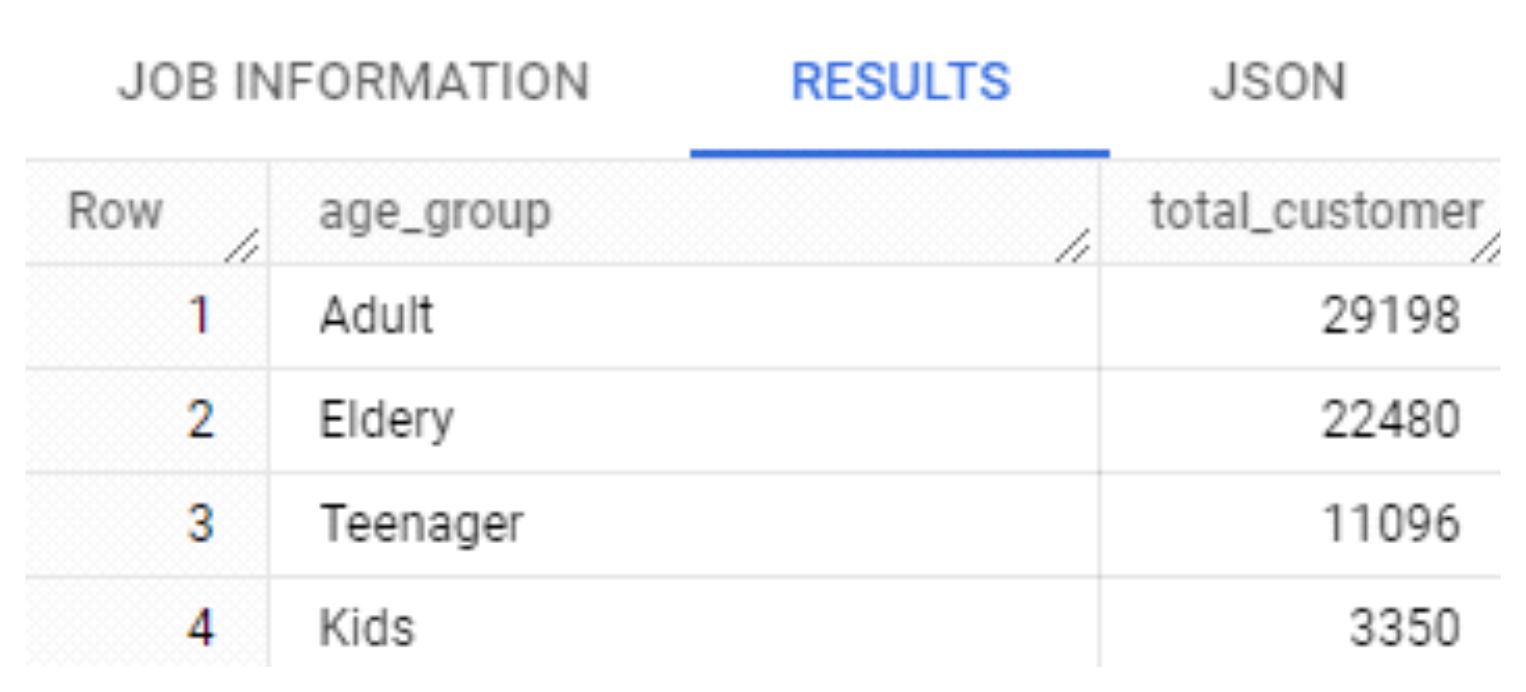 JOB INFORMATION RESULTS JSON
Row age_group total_customer
1 Adult 29198
2 Eldery 22480
3 Teenager 11096
4 Kids 3350